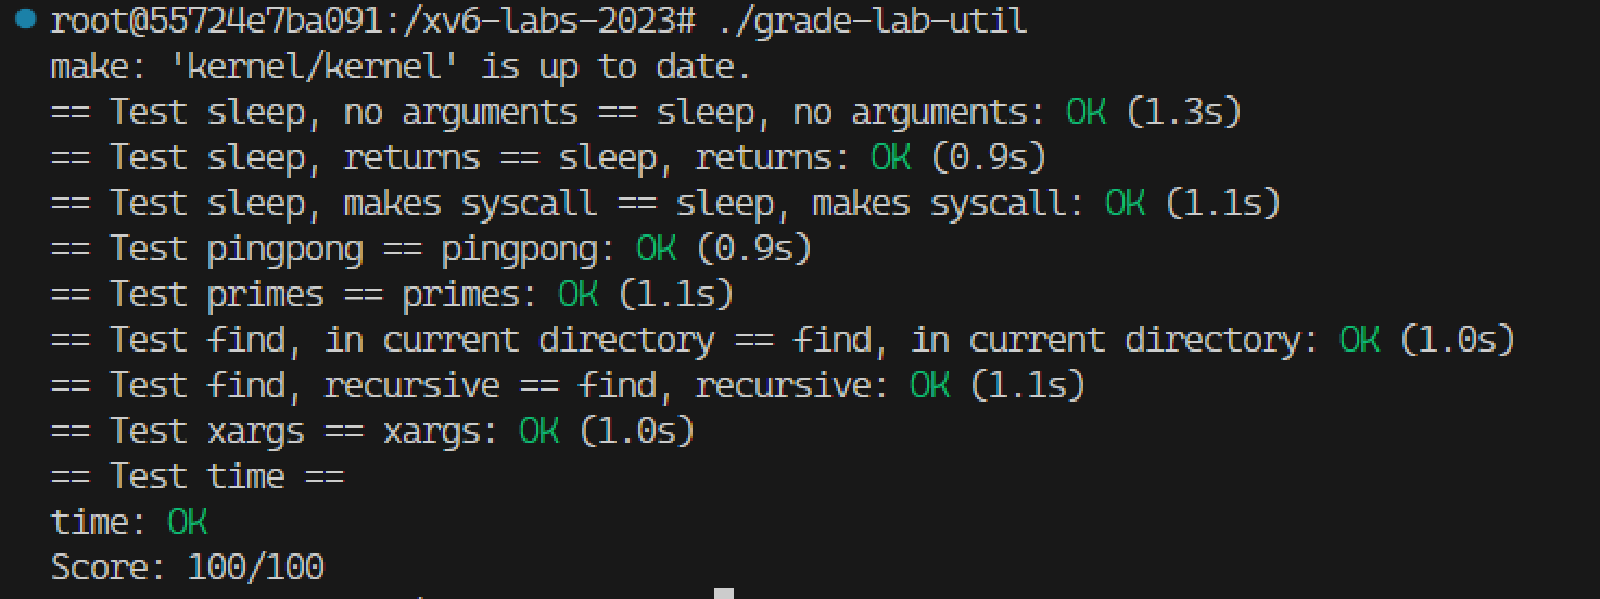 root@55724e7ba091:/xv6-labs-2023# ./grade-lab-util
make: 'kernel/kernel' is up to date.
== Test sleep, no arguments == sleep, no arguments: OK (1.3s)
== Test sleep, returns == sleep, returns: OK (0.9s)
== Test sleep, makes syscall == sleep, makes syscall: OK (1.1s)
== Test pingpong == pingpong: OK (0.9s)
== Test primes == primes: OK (1.1s)
== Test find, in current directory == find, in current directory: OK (1.0s)
== Test find, recursive == find, recursive: OK (1.1s)
== Test xargs == xargs: OK (1.0s)
== Test time ==
time: OK
Score: 100/100